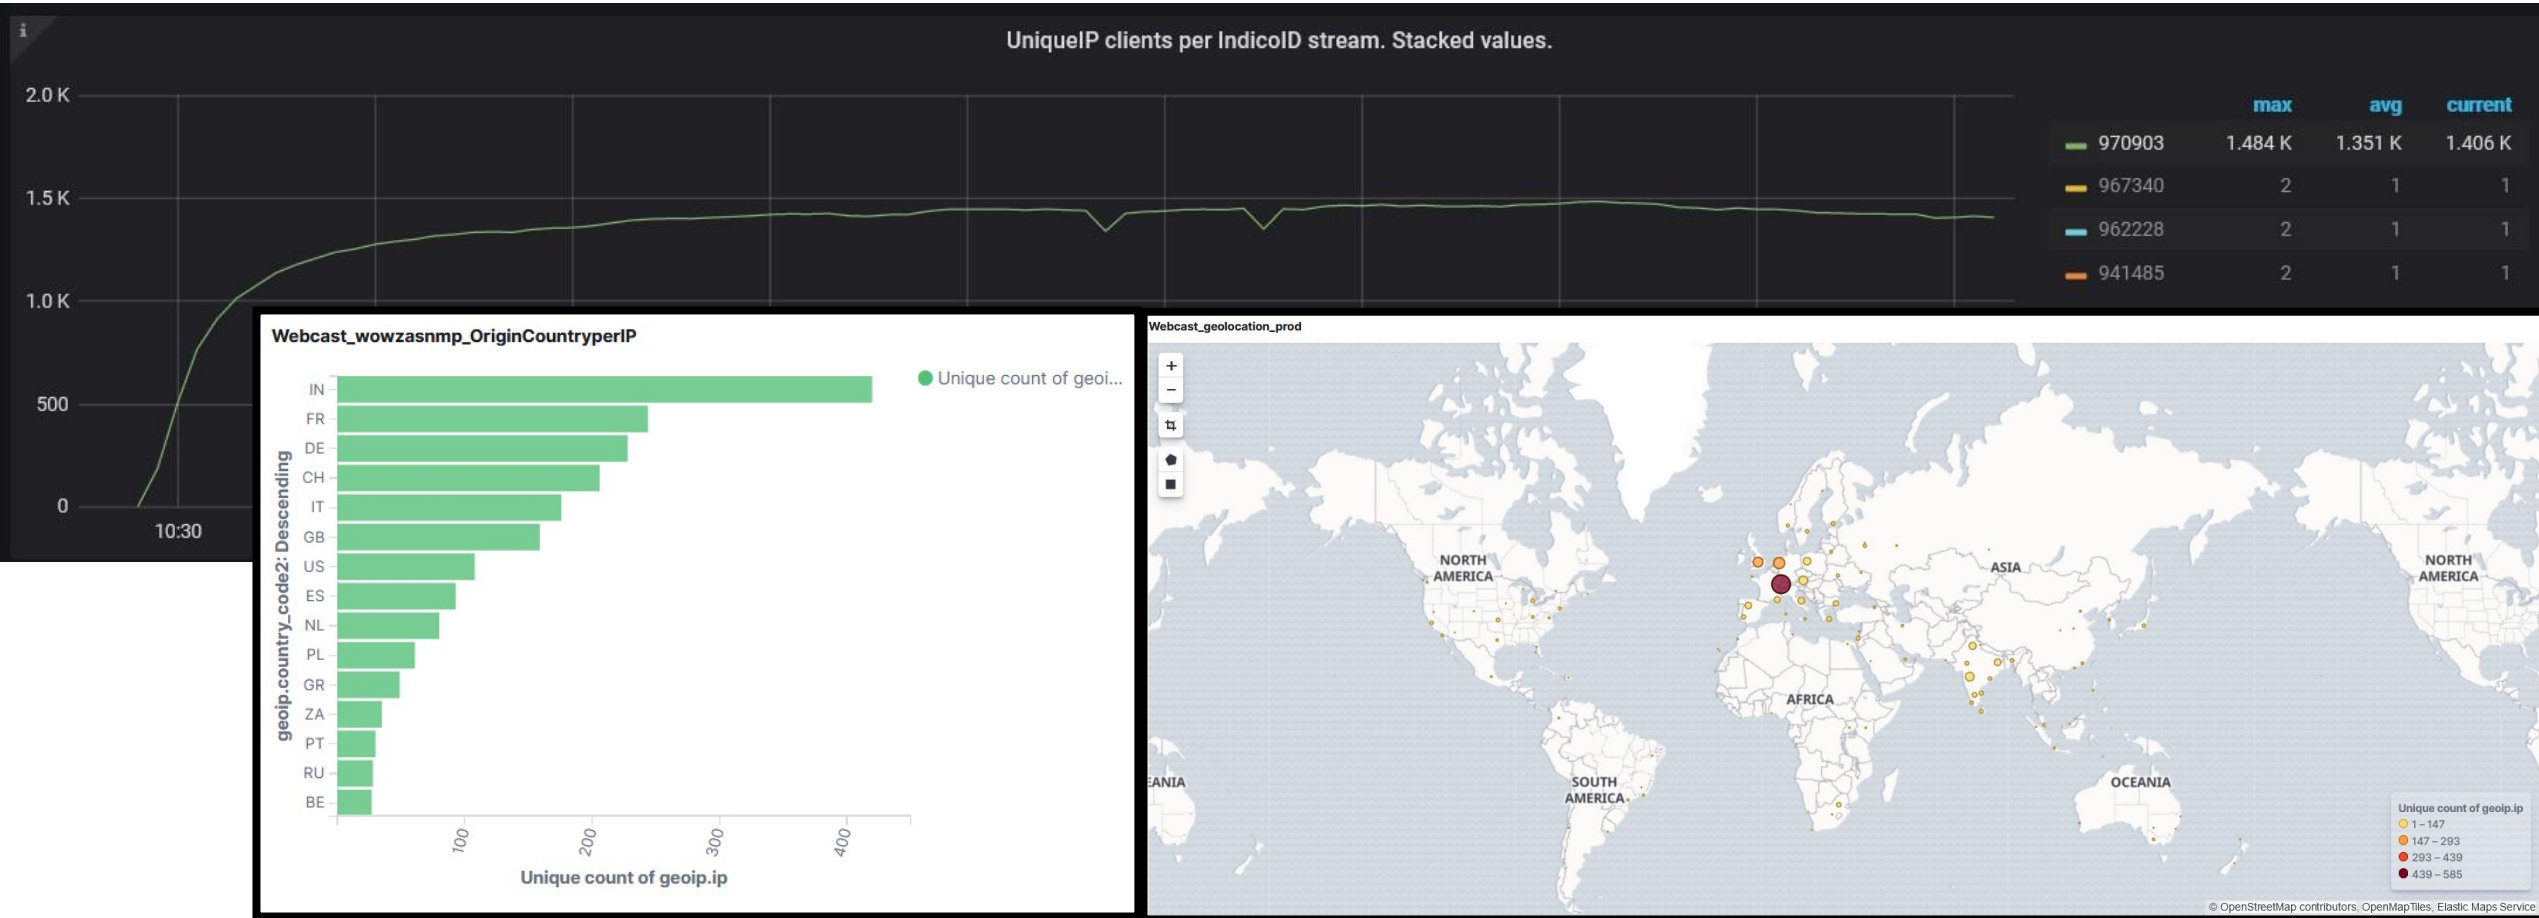 i
UniqueIP clients per IndicoID stream. Stacked values.
2.0 K
1.5 K
1.0 K
500
0
10:30
max avg current
970903 1.484 K 1.351 K 1.406 K
967340 2 1 1
962228 2 1 1
941485 2 1 1
Webcast_wowzasnmp_OriginCountryperIP
Unique count of geoi...
geoip.country_code2: Descending
IN
FR
DE
CH
IT
GB
US
ES
NL
PL
GR
ZA
PT
RU
BE
100 200 300 400
Unique count of geoip.ip
Webcast_geolocation_prod
+
−
NORTH
AMERICA
ASIA
NORTH
AMERICA
AFRICA
EANIA
SOUTH
AMERICA
OCEANIA
Unique count of geoip.ip
1 – 147
147 – 293
293 – 439
439 – 585
© OpenStreetMap contributors, OpenMapTiles, Elastic Maps Service